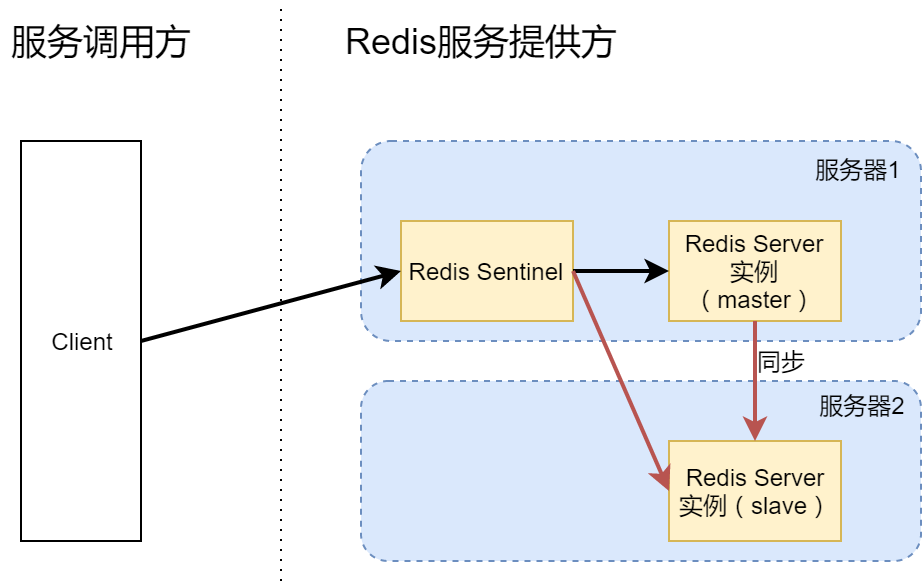 服务调用方
Redis服务提供方
服务器1
Redis Sentinel
Redis Server
实例
（master）
Client
同步
服务器2
Redis Server
实例（slave）